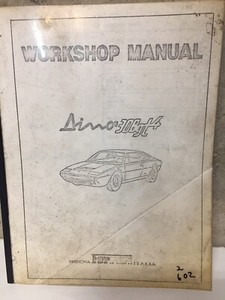 WORKSHOP MANUAL
Dino 308 gt4
2
602